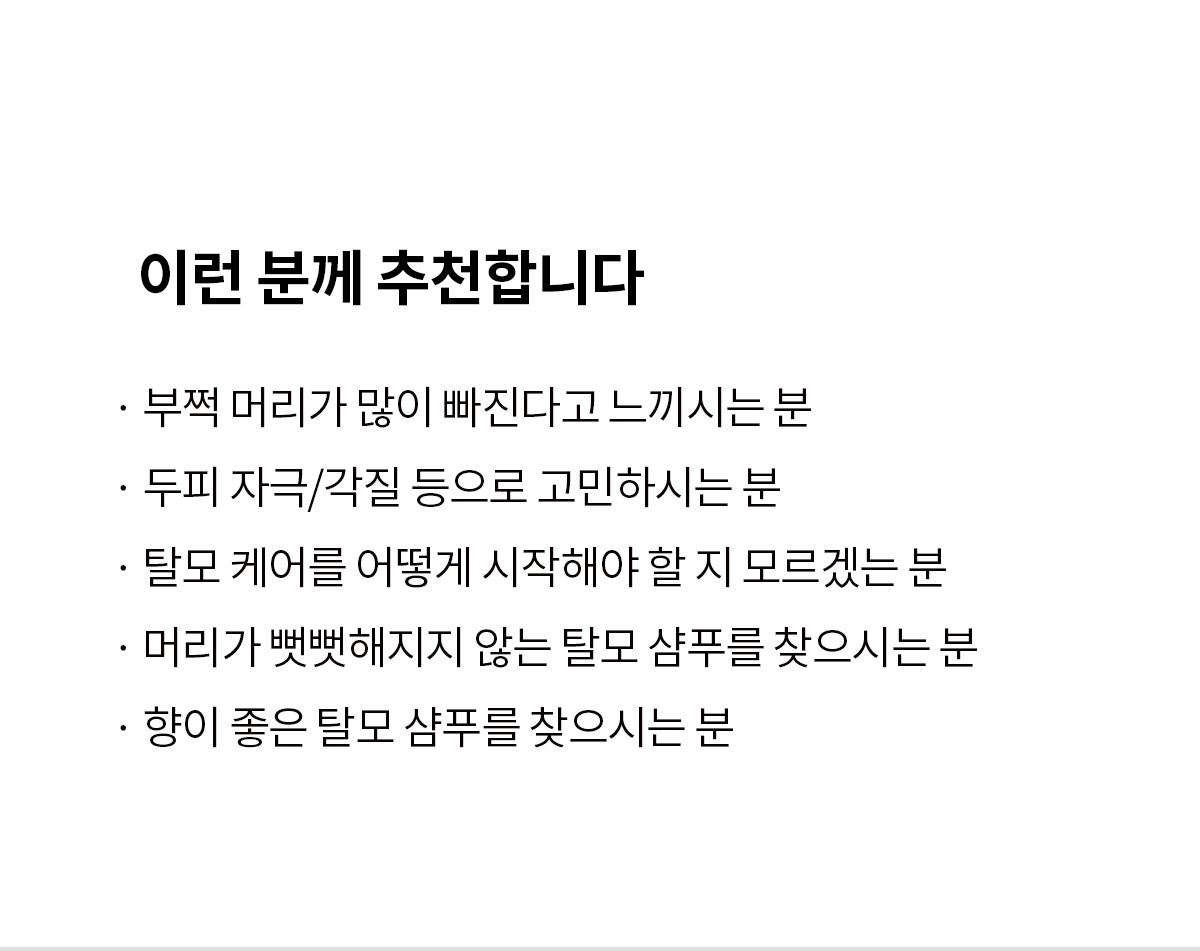 이런 분께 추천합니다
· 부쩍 머리가 많이 빠진다고 느끼시는 분
· 두피 자극/각질 등으로 고민하시는 분
· 탈모 케어를 어떻게 시작해야 할 지 모르겠는 분
· 머리가 뻣뻣해지지 않는 탈모 샴푸를 찾으시는 분
· 향이 좋은 탈모 샴푸를 찾으시는 분